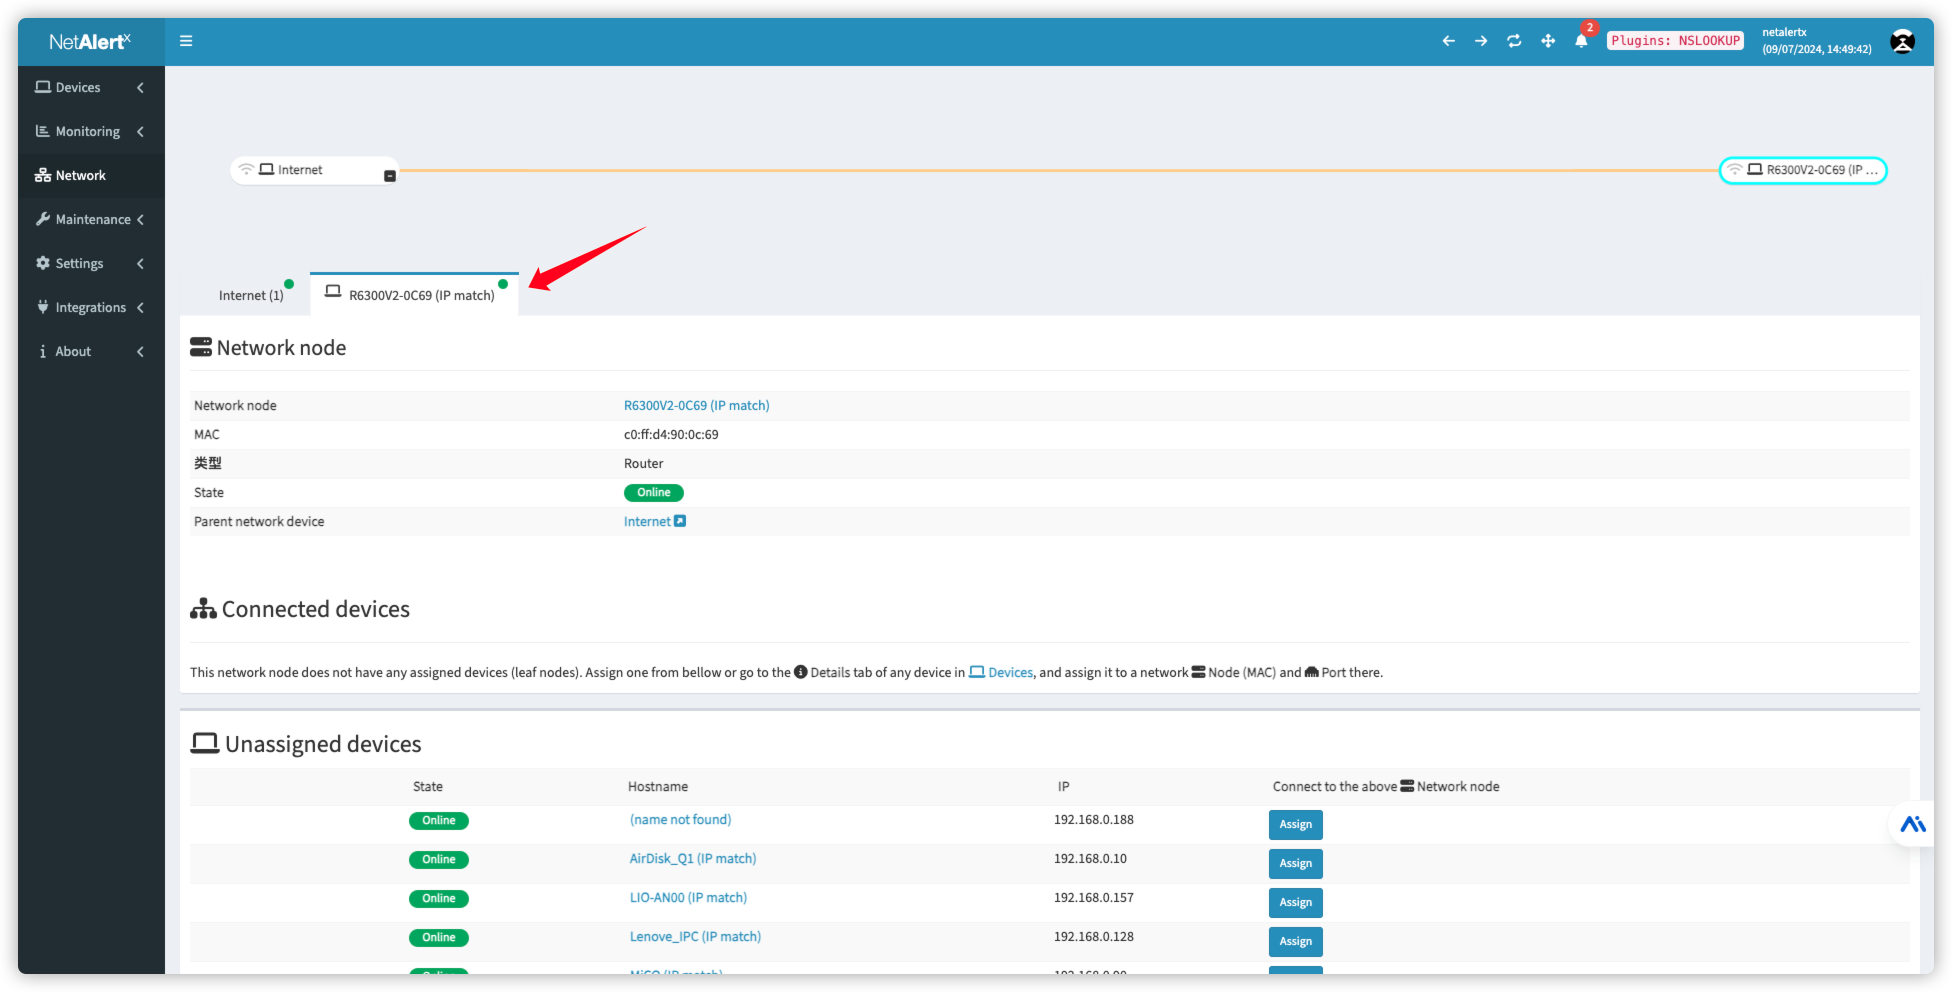 NetAlertx
2
Plugins: NSLOOKUP
netalertx
(09/07/2024, 14:49:42)
Devices
Monitoring
Network
Maintenance
Settings
Integrations
About
Internet
R6300V2-0C69 (IP ...
Internet (1)
R6300V2-0C69 (IP match)
Network node
Network node R6300V2-0C69 (IP match)
MAC c0:ff:d4:90:0c:69
类型 Router
State Online
Parent network device Internet
Connected devices
This network node does not have any assigned devices (leaf nodes). Assign one from bellow or go to the Details tab of any device in Devices, and assign it to a network Node (MAC) and Port there.
Unassigned devices
State Hostname IP Connect to the above Network node
Online (name not found) 192.168.0.188 Assign
Online AirDisk_Q1 (IP match) 192.168.0.10 Assign
Online LIO-AN00 (IP match) 192.168.0.157 Assign
Online Lenove_IPC (IP match) 192.168.0.128 Assign